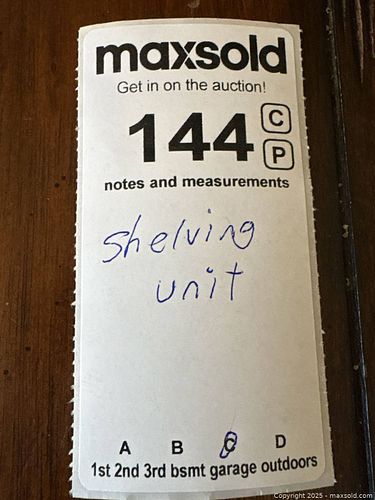 maxsold
Get in on the auction!
144 C
P
notes and measurements
shelving
unit
A B C D
1st 2nd 3rd bsmt garage outdoors
Copyright 2025 - maxsold.com